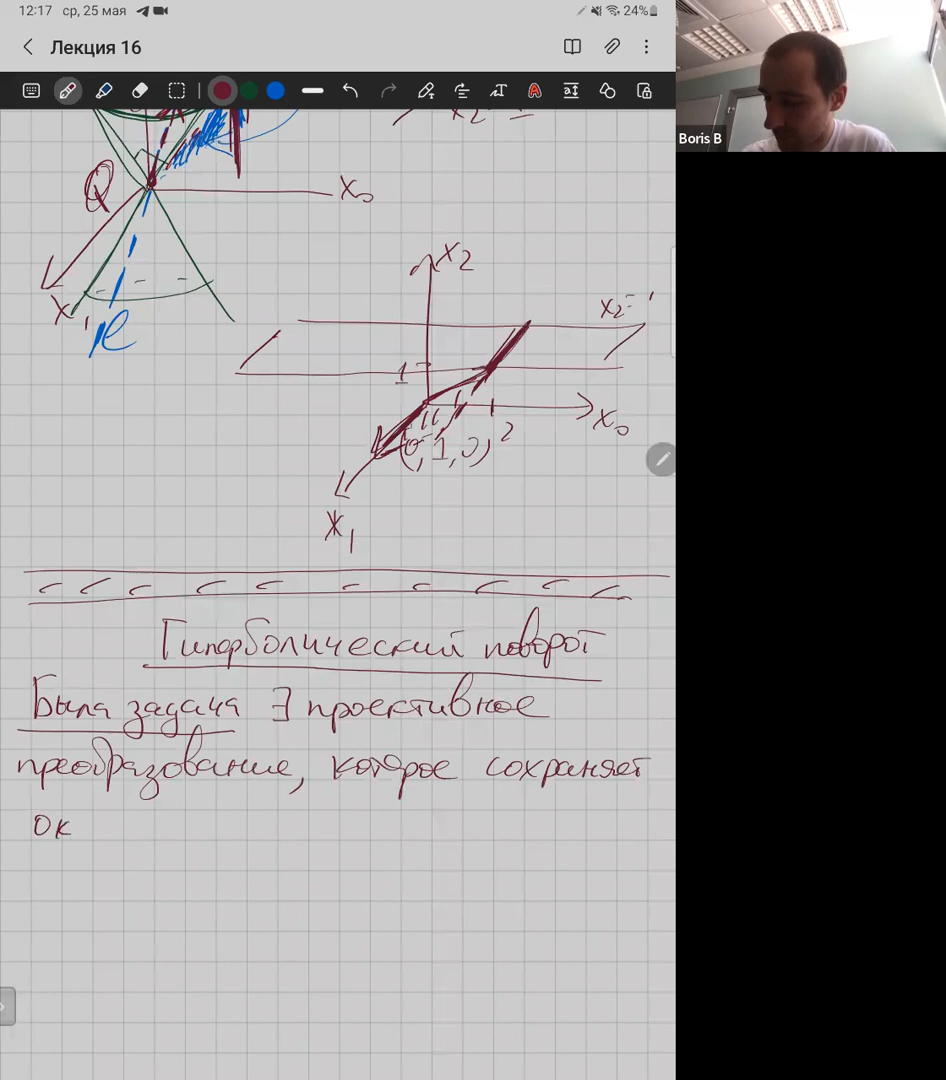 12:17 ср, 25 мая 24%
Лекция 16
Boris B
Q
X₀
X₁
ℓ
X₂
X₂=1
1
X₀
(0,1,0)
2
X₁
Гиперболический поворот
Была задача ∃ проективное
преобразование, которое сохраняет
ок